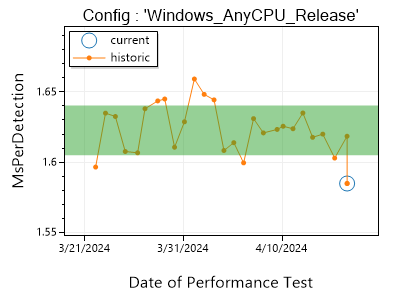 Config : 'Windows_AnyCPU_Release'
current
historic
MsPerDetection
1.65
1.6
1.55
3/21/2024
3/31/2024
4/10/2024
Date of Performance Test